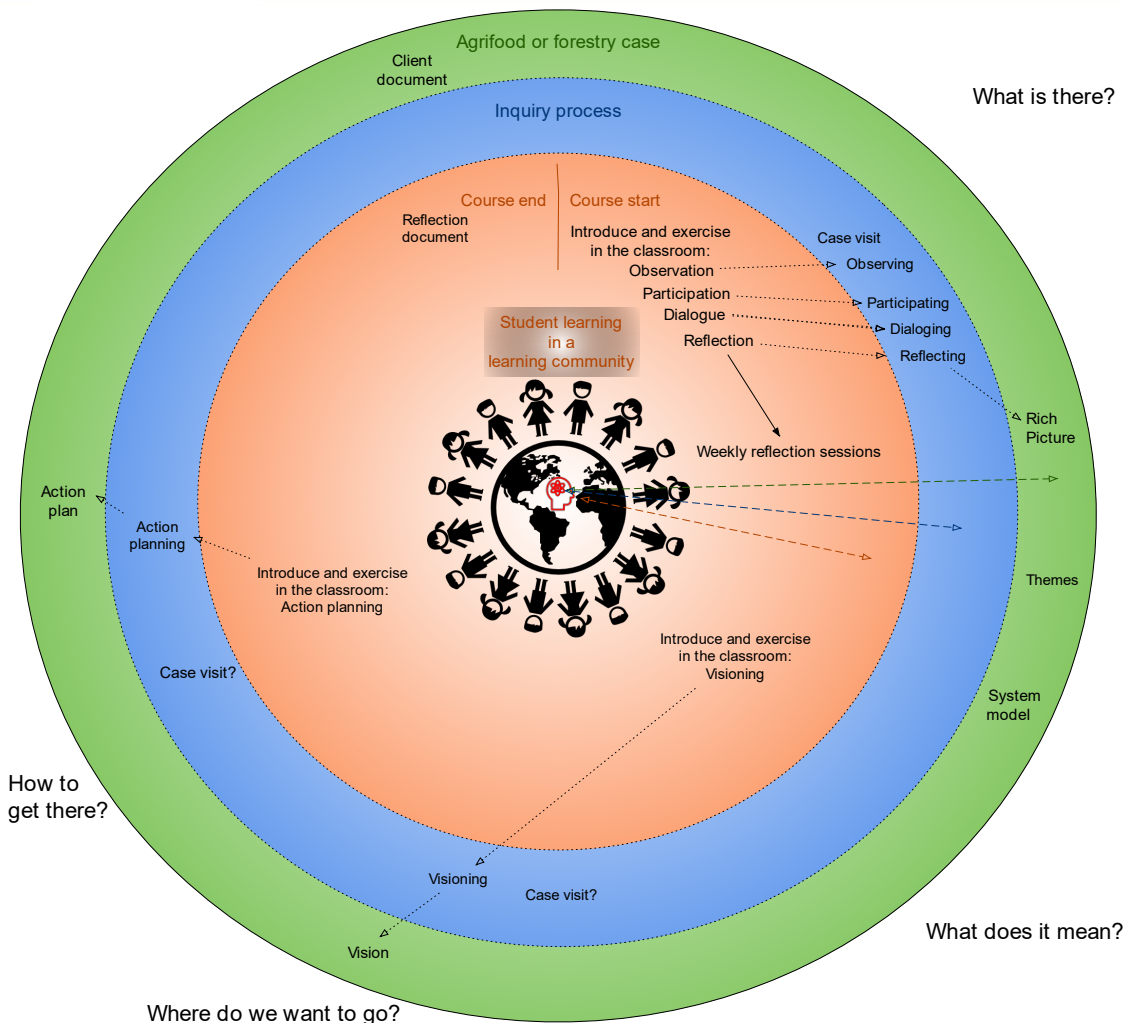 Agrifood or forestry case
Client
document
What is there?
Inquiry process
Course end
Course start
Reflection
document
Introduce and exercise
in the classroom:
Observation
Participation
Dialogue
Reflection
Case visit
Observing
Participating
Dialoging
Reflecting
Rich
Picture
Student learning
in a
learning community
Weekly reflection sessions
Action
plan
Action
planning
Introduce and exercise
in the classroom:
Action planning
Themes
Introduce and exercise
in the classroom:
Visioning
Case visit?
System
model
How to
get there?
Visioning
Case visit?
Vision
What does it mean?
Where do we want to go?